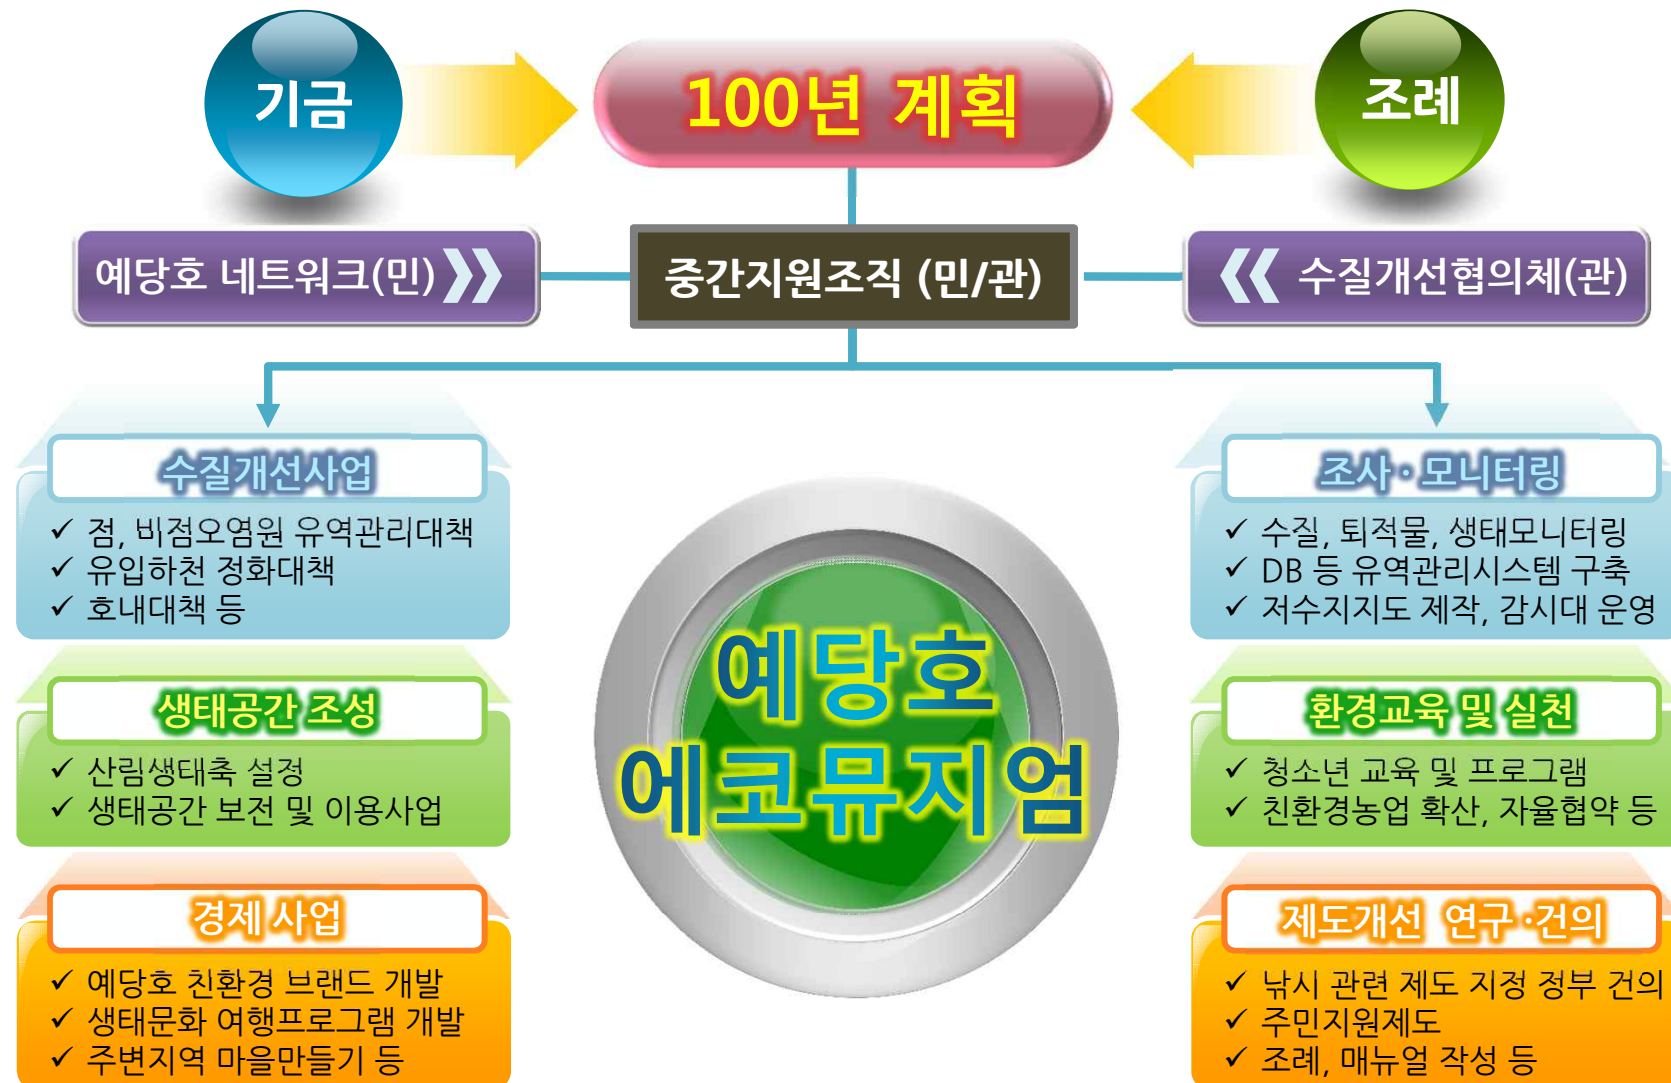 기금
100년 계획
조례
예당호 네트워크(민)
중간지원조직 (민/관)
수질개선협의체(관)
수질개선사업
✓ 점, 비점오염원 유역관리대책
✓ 유입하천 정화대책
✓ 호내대책 등
생태공간 조성
✓ 산림생태축 설정
✓ 생태공간 보전 및 이용사업
경제 사업
✓ 예당호 친환경 브랜드 개발
✓ 생태문화 여행프로그램 개발
✓ 주변지역 마을만들기 등
예당호
에코뮤지엄
조사·모니터링
✓ 수질, 퇴적물, 생태모니터링
✓ DB 등 유역관리시스템 구축
✓ 저수지지도 제작, 감시대 운영
환경교육 및 실천
✓ 청소년 교육 및 프로그램
✓ 친환경농업 확산, 자율협약 등
제도개선 연구·건의
✓ 낚시 관련 제도 지정 정부 건의
✓ 주민지원제도
✓ 조례, 매뉴얼 작성 등